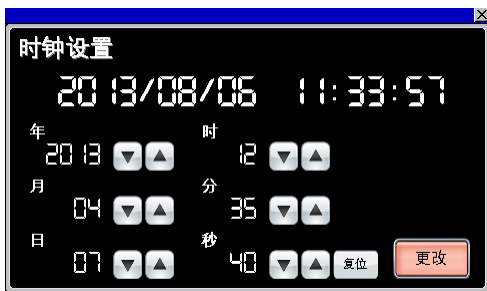 时钟设置
2013/08/06 11:33:57
年 时
2013 12
月 分
04 35
日 秒
07 40 复位 更改